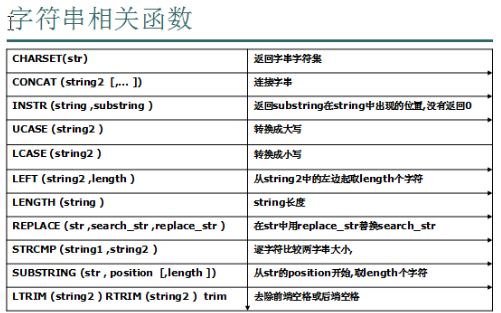 字符串相关函数
CHARSET(str) 返回字串字符集
CONCAT (string2 [,... ]) 连接字串
INSTR (string ,substring ) 返回substring在string中出现的位置,没有返回0
UCASE (string2 ) 转换成大写
LCASE (string2 ) 转换成小写
LEFT (string2 ,length ) 从string2中的左边起取length个字符
LENGTH (string ) string长度
REPLACE (str ,search_str ,replace_str ) 在str中用replace_str替换search_str
STRCMP (string1 ,string2 ) 逐字符比较两字串大小,
SUBSTRING (str , position [,length ]) 从str的position开始,取length个字符
LTRIM (string2 ) RTRIM (string2 ) trim 去除前端空格或后端空格